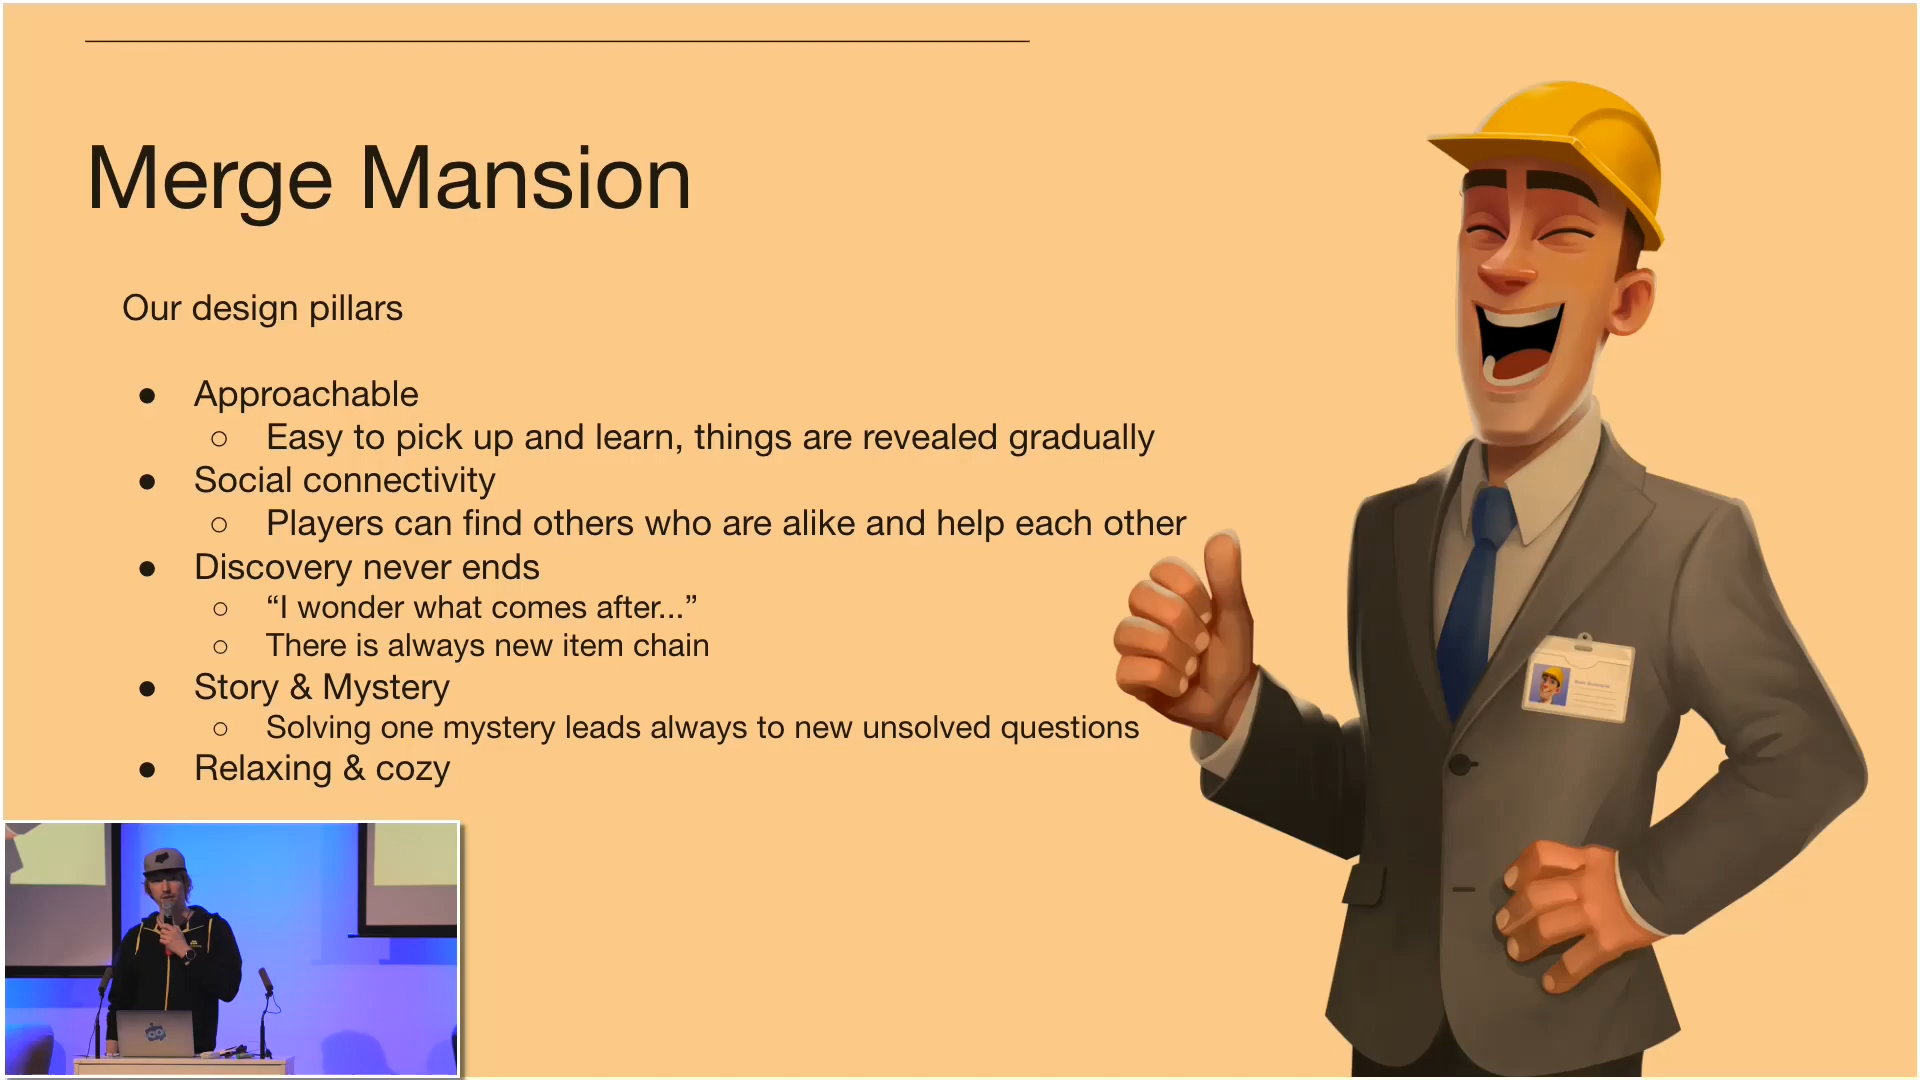 Merge Mansion
Our design pillars
● Approachable
○ Easy to pick up and learn, things are revealed gradually
● Social connectivity
○ Players can find others who are alike and help each other
● Discovery never ends
○ “I wonder what comes after...”
○ There is always new item chain
● Story & Mystery
○ Solving one mystery leads always to new unsolved questions
● Relaxing & cozy